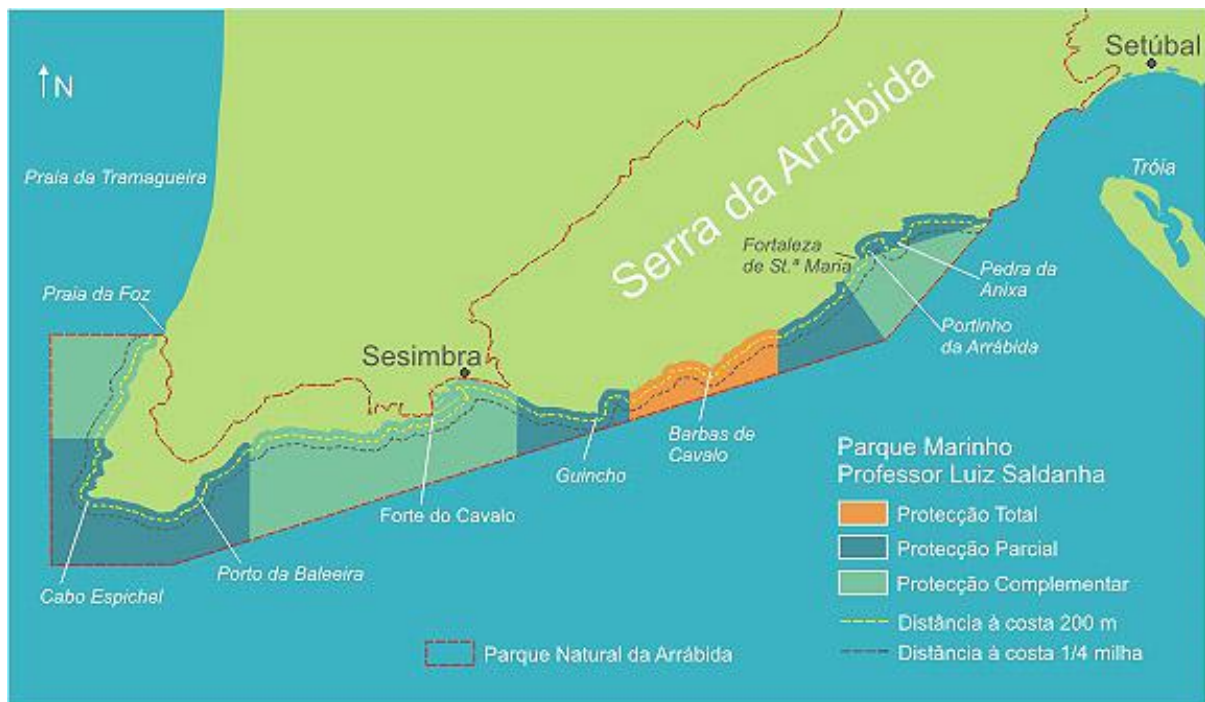 Setúbal
N
Praia da Tramagueira
Tróia
Serra da Arrábida
Fortaleza
de St.ª Maria
Pedra da
Anixa
Praia da Foz
Portinho
da Arrábida
Sesimbra
Barbas de
Cavalo
Guincho
Forte do Cavalo
Porto da Baleeira
Cabo Espichel
Parque Marinho
Professor Luiz Saldanha
Protecção Total
Protecção Parcial
Protecção Complementar
Distância à costa 200 m
Distância à costa 1/4 milha
Parque Natural da Arrábida